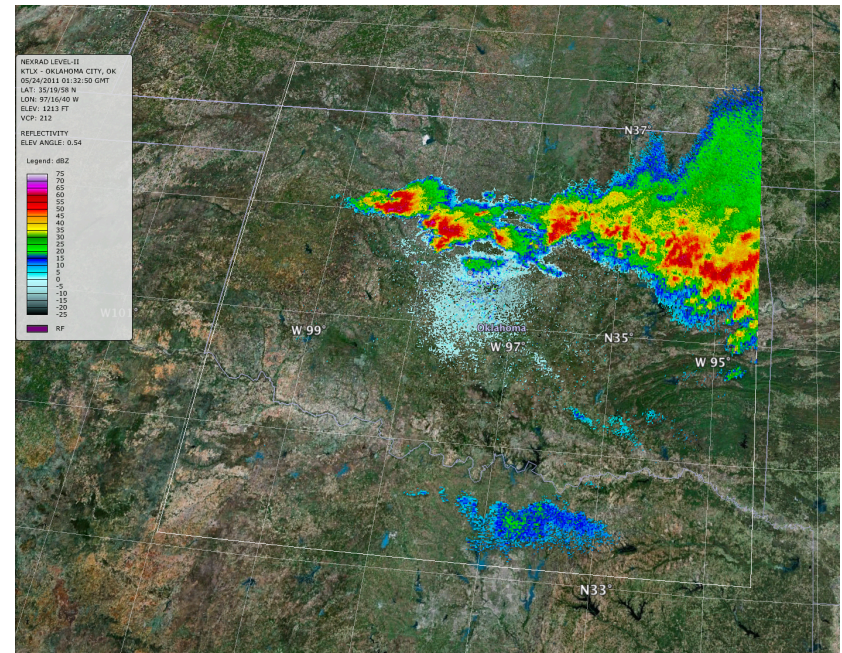 NEXRAD LEVEL-II
KTLX - OKLAHOMA CITY, OK
05/24/2011 01:32:50 GMT
LAT: 35/19/58 N
LON: 97/16/40 W
ELEV: 1213 FT
VCP: 212
REFLECTIVITY
ELEV ANGLE: 0.54
Legend: dBZ
75
70
65
60
55
50
45
40
35
30
25
20
15
10
5
0
-5
-10
-15
-20
-25
RF
N37°
W101°
W 99°
Oklahoma
W 97°
N35°
W 95°
N33°